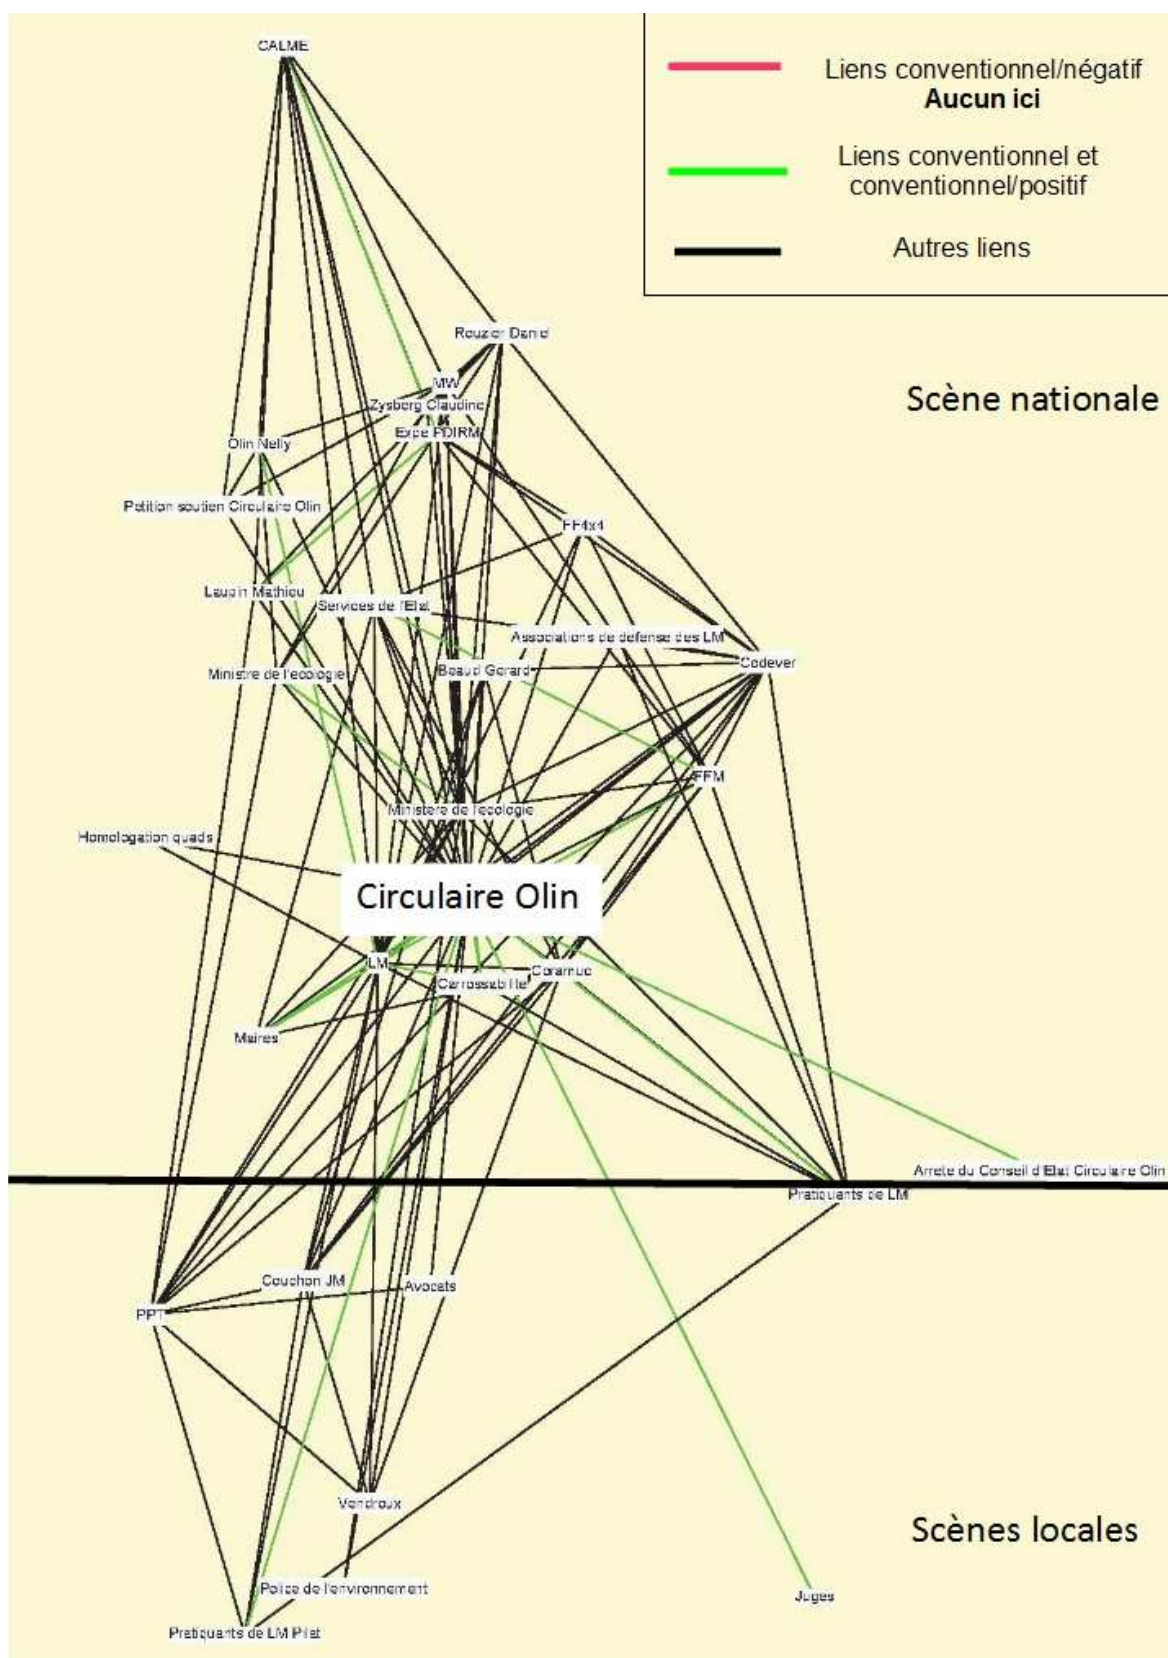 CALME
Liens conventionnel/négatif
Aucun ici
Liens conventionnel et
conventionnel/positif
Autres liens
Rouzier Daniel
MW
Zysberg Claudine
Expe PDIRM
Scène nationale
Olin Nelly
Petition soutien Circulaire Olin
FF4x4
Laupin Mathieu
Services de l'Etat
Associations de defense des LM
Codever
Ministre de l'ecologie
Beaud Gerard
FFM
Ministere de l'ecologie
Homologation quads
Circulaire Olin
LM
Coramuc
Carrossabilite
Maires
Arrete du Conseil d'Etat Circulaire Olin
Pratiquants de LM
Couchon JM
Avocats
PPT
Vendroux
Scènes locales
Police de l'environnement
Juges
Pratiquants de LM Pilat